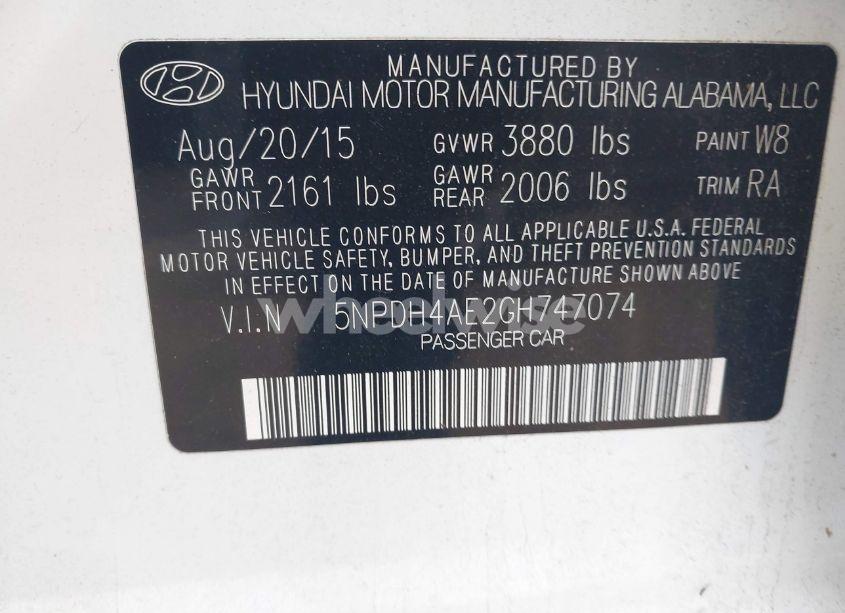 MANUFACTURED BY
HYUNDAI MOTOR MANUFACTURING ALABAMA, LLC
Aug/20/15 GVWR 3880 lbs PAINT W8
GAWR FRONT 2161 lbs GAWR REAR 2006 lbs TRIM RA
THIS VEHICLE CONFORMS TO ALL APPLICABLE U.S.A. FEDERAL
MOTOR VEHICLE SAFETY, BUMPER, AND THEFT PREVENTION STANDARDS
IN EFFECT ON THE DATE OF MANUFACTURE SHOWN ABOVE
V.I.N 5NPDH4AE2GH747074
wheelwise
PASSENGER CAR